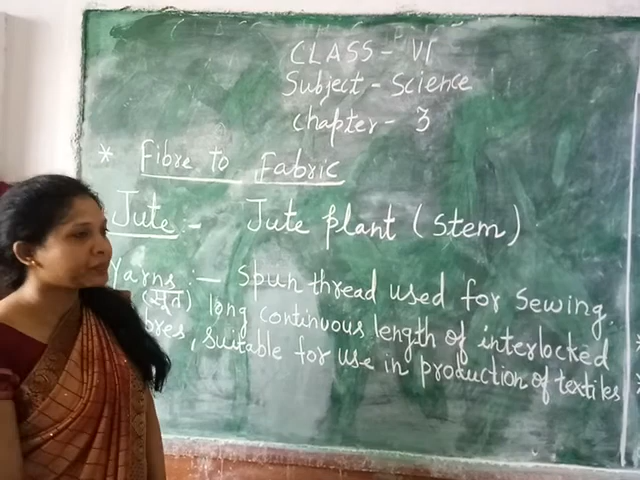 CLASS - VI
Subject - Science
Chapter - 3
* Fibre to Fabric
Jute :- Jute plant (stem)
Yarns :- spun thread used for sewing.
(सूत) long continuous length of interlocked
bres, suitable for use in production of textiles